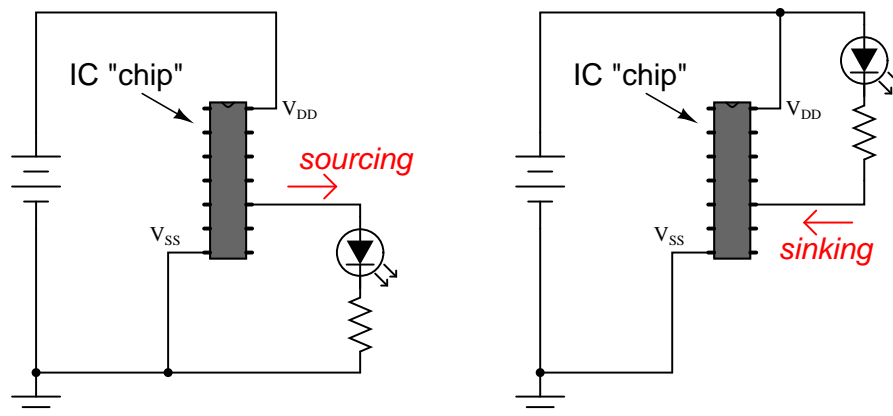 IC "chip"
VDD
sourcing
VSS
IC "chip"
VDD
VSS
sinking